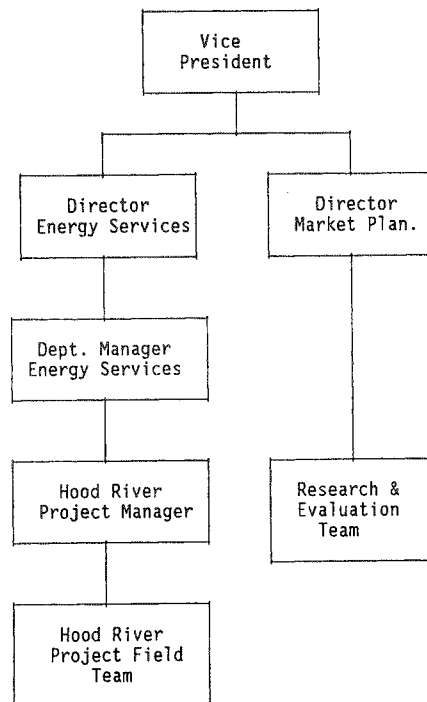 Vice
President
Director
Energy Services
Director
Market Plan.
Dept. Manager
Energy Services
Hood River
Project Manager
Research &
Evaluation
Team
Hood River
Project Field
Team